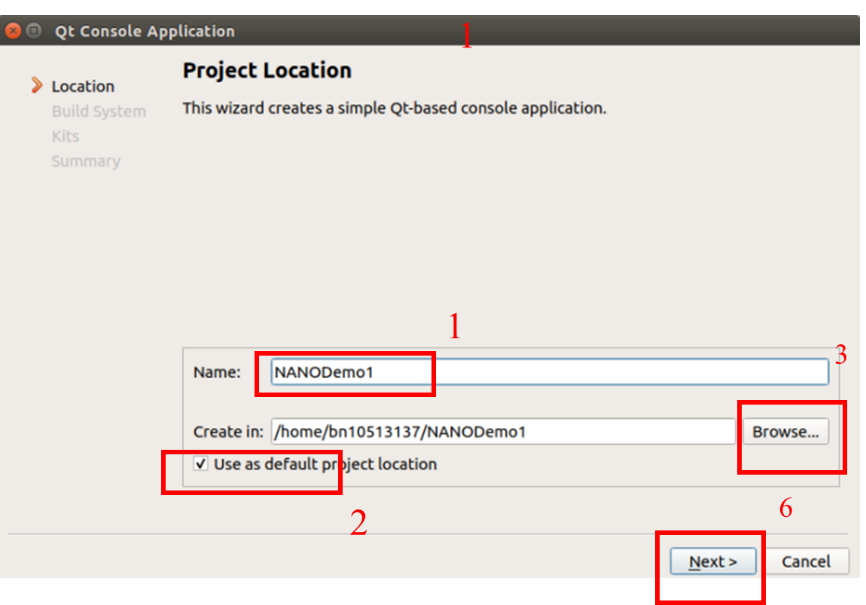 Qt Console Application
1
Location
Build System
Kits
Summary
Project Location
This wizard creates a simple Qt-based console application.
1
3
Name: NANODemo1
Create in: /home/bn10513137/NANODemo1 Browse...
Use as default project location
2
6
Next > Cancel